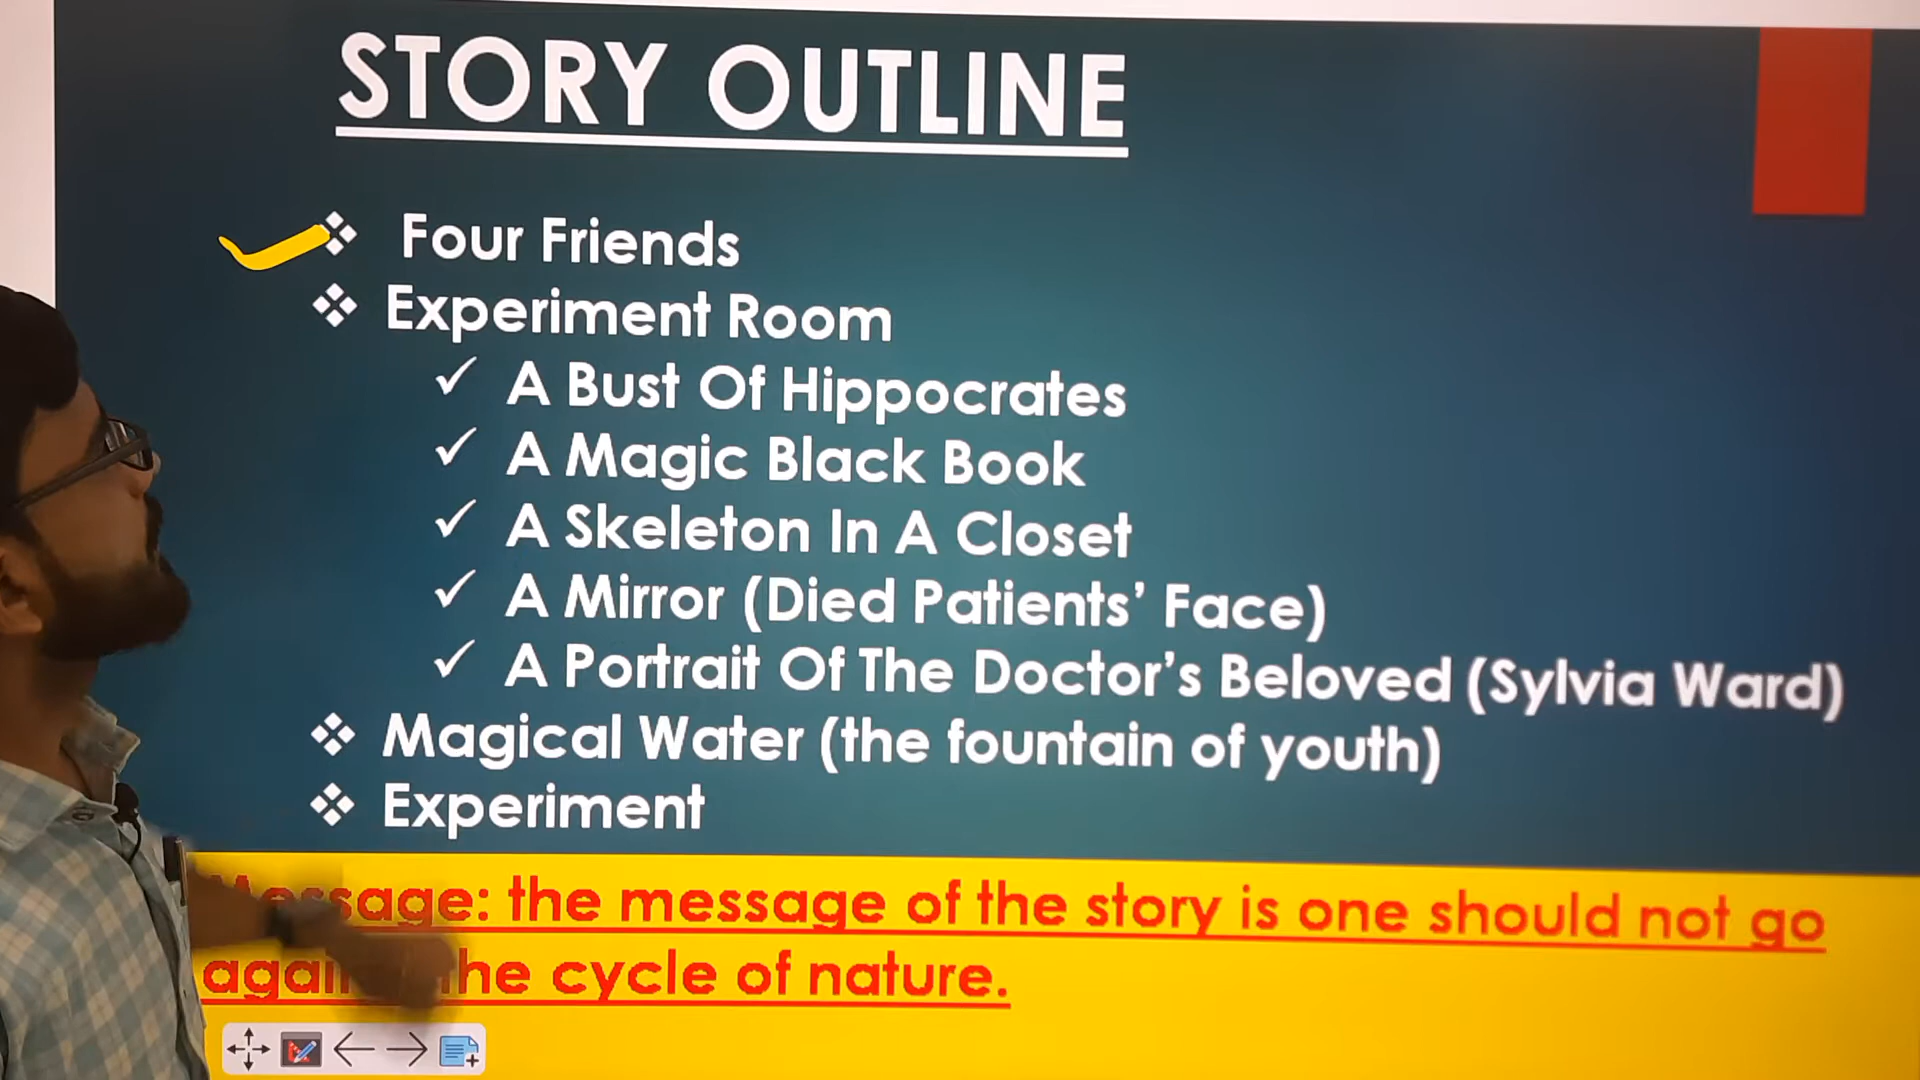 STORY OUTLINE
Four Friends
Experiment Room
A Bust Of Hippocrates
A Magic Black Book
A Skeleton In A Closet
A Mirror (Died Patients’ Face)
A Portrait Of The Doctor’s Beloved (Sylvia Ward)
Magical Water (the fountain of youth)
Experiment
Message: the message of the story is one should not go
the cycle of nature.